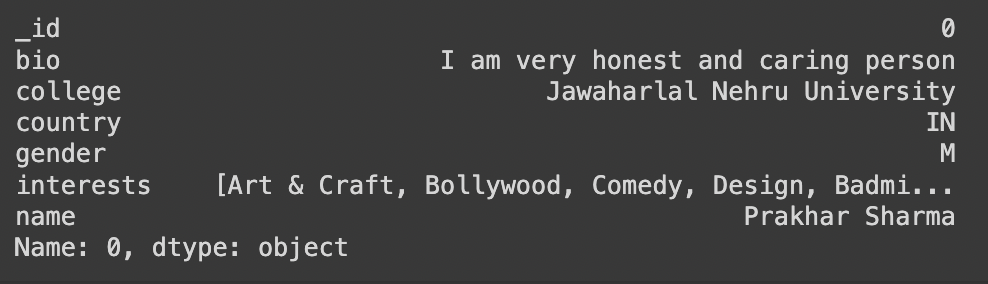 _id 0
bio I am very honest and caring person
college Jawaharlal Nehru University
country IN
gender M
interests [Art & Craft, Bollywood, Comedy, Design, Badmi...
name Prakhar Sharma
Name: 0, dtype: object